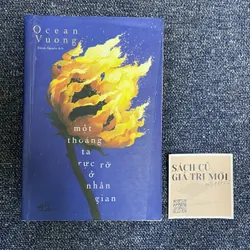 Ocean
Vuong
một
thoáng
ta
rực rỡ
ở
nhân
gian
SÁCH CŨ
GIÁ TRỊ MỚI